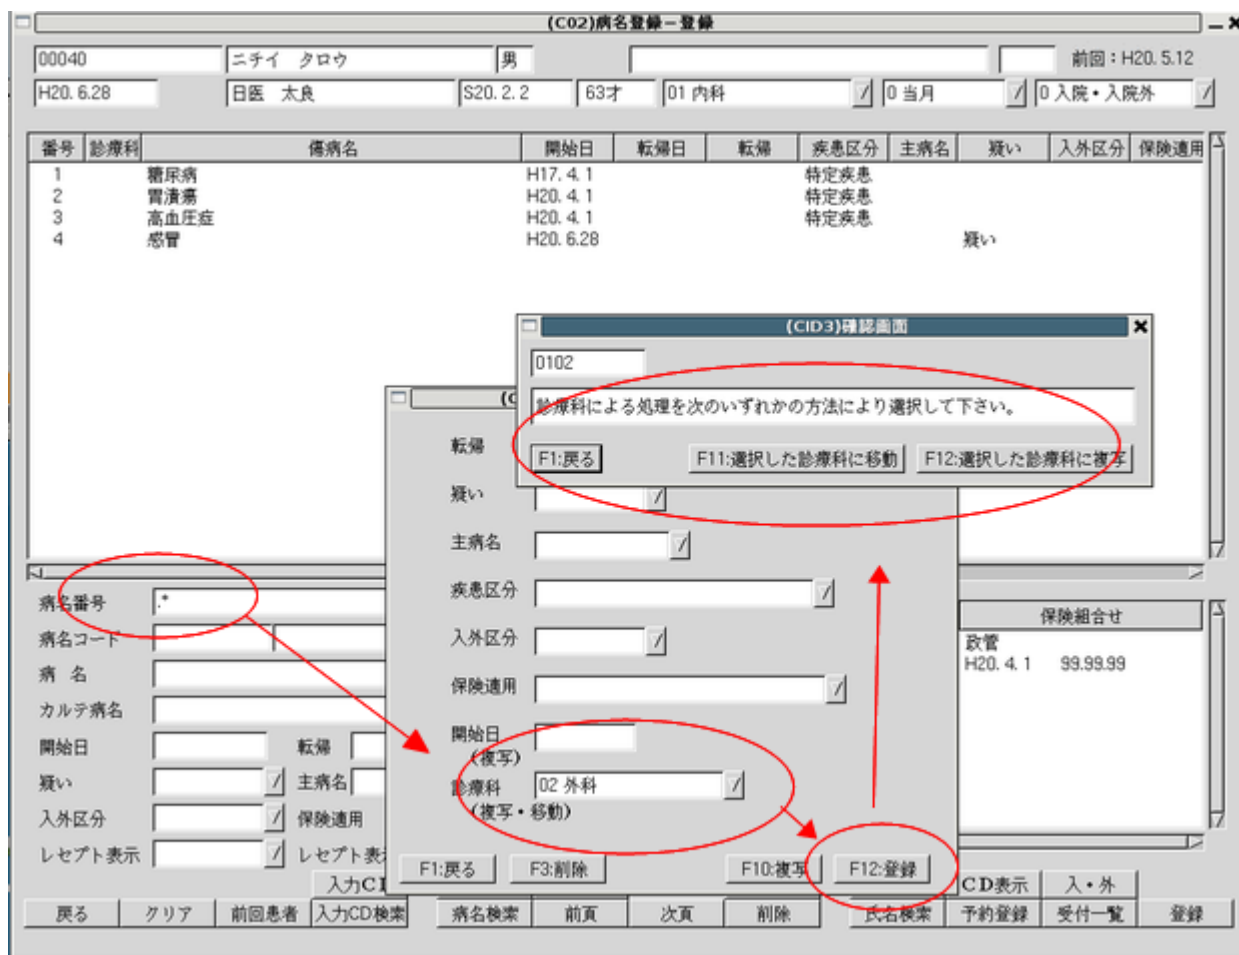 (C02)病名登録－登録
00040 ニチイ　タロウ 男 前回：H20. 5.12
H20. 6.28 日医　太良 S20. 2. 2 63才 01 内科 0 当月 0 入院・入院外
番号 診療科 傷病名 開始日 転帰日 転帰 疾患区分 主病名 疑い 入外区分 保険適用
1 糖尿病 H17. 4. 1 特定疾患
2 胃潰瘍 H20. 4. 1 特定疾患
3 高血圧症 H20. 4. 1 特定疾患
4 感冒 H20. 6.28 疑い
(CID3)確認画面
0102
診療科による処理を次のいずれかの方法により選択して下さい。
F1:戻る F11:選択した診療科に移動 F12:選択した診療科に複写
(C
転帰
疑い
主病名
疾患区分
入外区分
保険適用
開始日
(複写)
診療科 02 外科
(複写・移動)
F1:戻る F3:削除 F10:複写 F12:登録
病名番号 .*
病名コード
病　名
カルテ病名
開始日 転帰
疑い 主病名
入外区分 保険適用
レセプト表示 レセプト表
保険組合せ
政管
H20. 4. 1 99.99.99
入力CI CD表示 入・外
戻る クリア 前回患者 入力CD検索 病名検索 前頁 次頁 削除 氏名検索 予約登録 受付一覧 登録